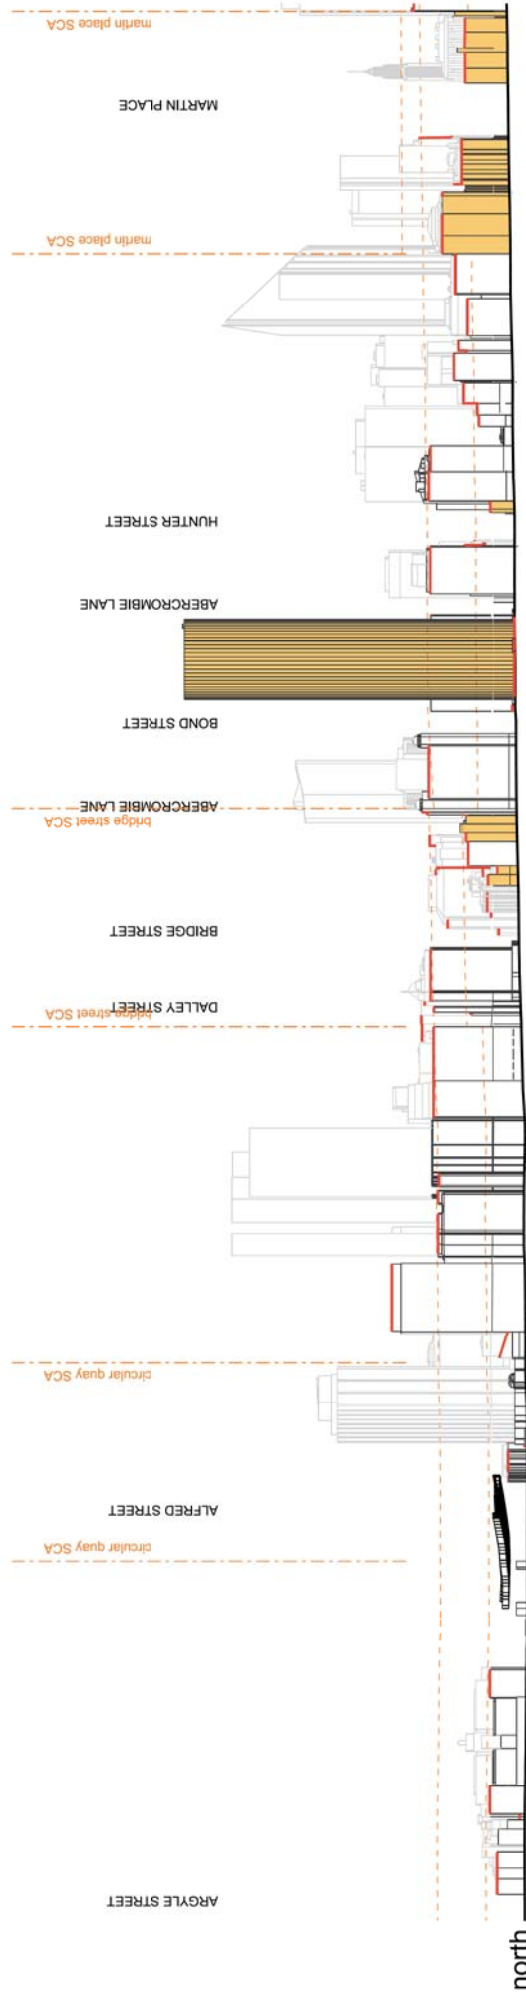 martin place SCA
MARTIN PLACE
martin place SCA
HUNTER STREET
ABERCROMBIE LANE
BOND STREET
ABERCROMBIE LANE
bridge street SCA
BRIDGE STREET
DALLEY STREET
bridge street SCA
circular quay SCA
ALFRED STREET
circular quay SCA
ARGYLE STREET
north